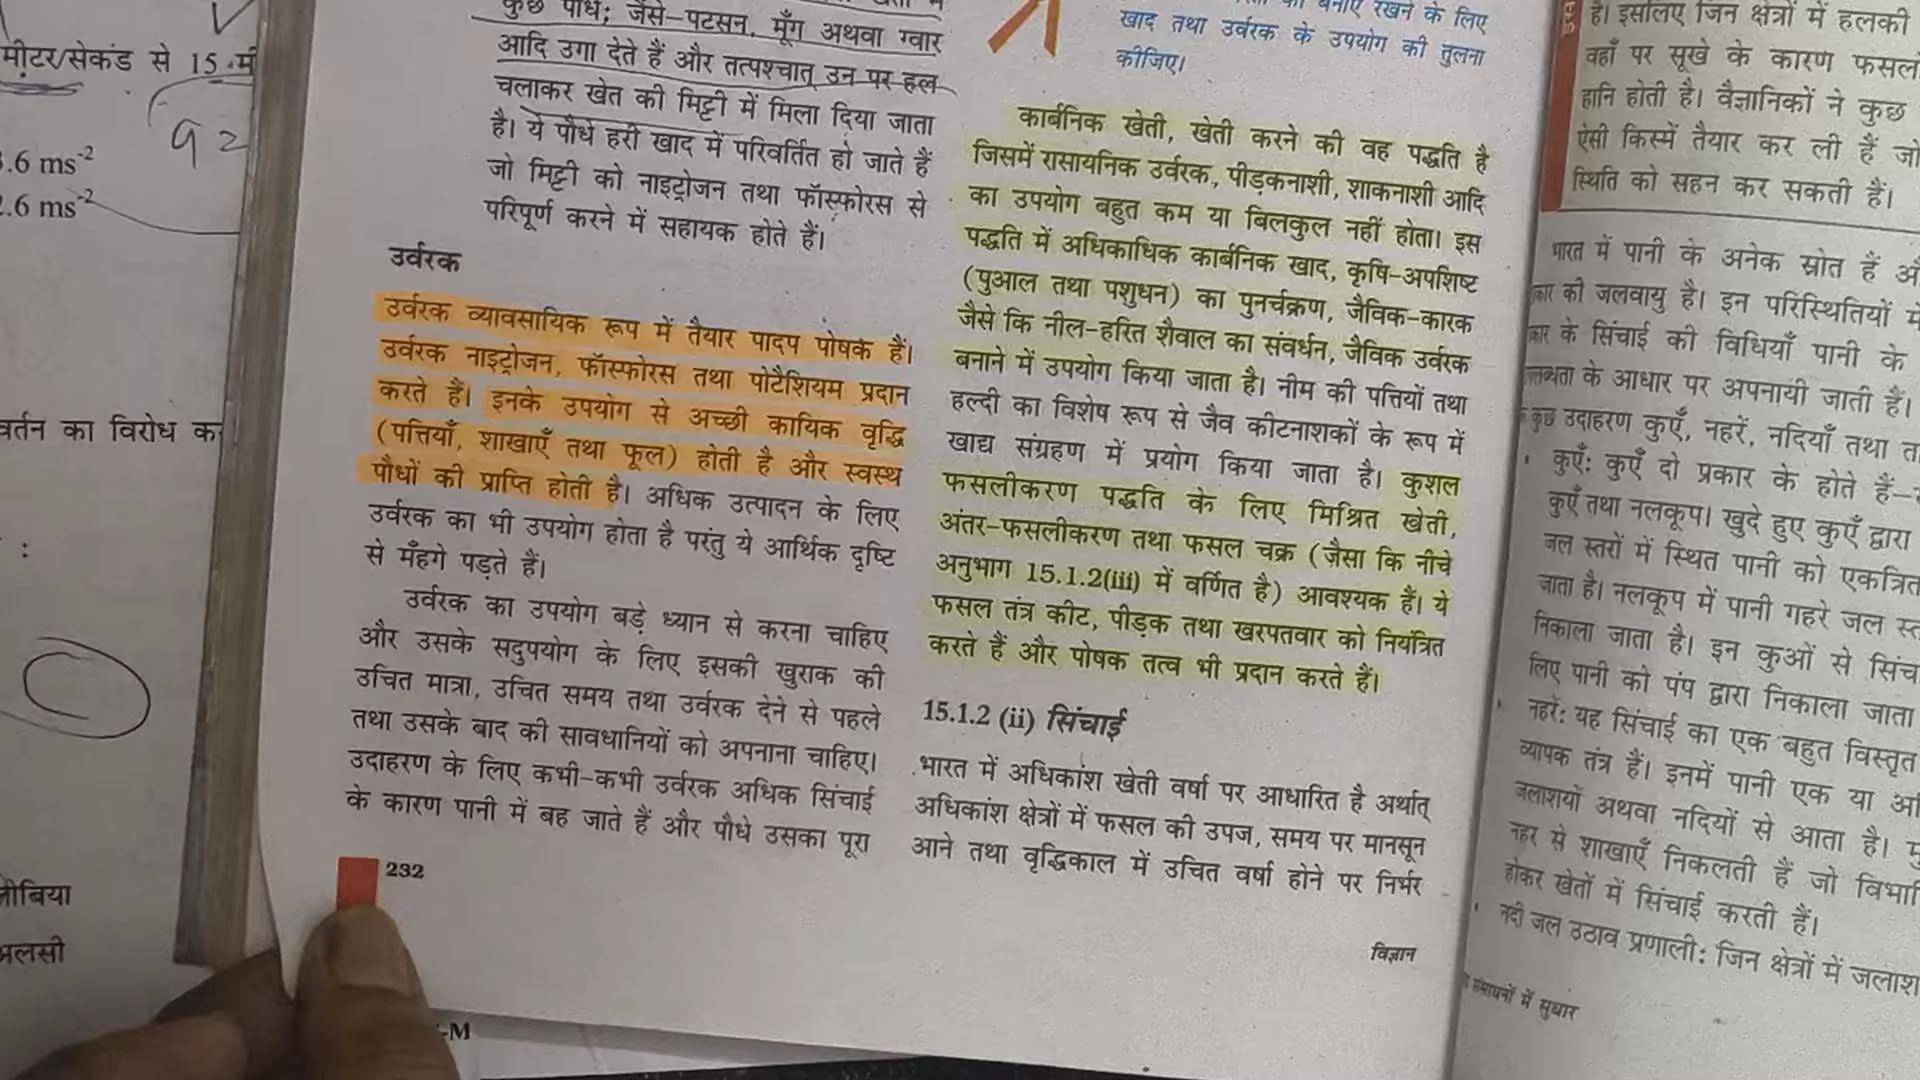 मीटर/सेकंड से 15 मी
a =
.6 ms-2
.6 ms-2
वर्तन का विरोध क
:
अलसी
कुछ पौधे; जैसे–पटसन, मूँग अथवा ग्वार
आदि उगा देते हैं और तत्पश्चात् उन पर हल
चलाकर खेत की मिट्टी में मिला दिया जाता
है। ये पौधे हरी खाद में परिवर्तित हो जाते हैं
जो मिट्टी को नाइट्रोजन तथा फॉस्फोरस से
परिपूर्ण करने में सहायक होते हैं।
उर्वरक
उर्वरक व्यावसायिक रूप में तैयार पादप पोषक हैं।
उर्वरक नाइट्रोजन, फॉस्फोरस तथा पोटैशियम प्रदान
करते हैं। इनके उपयोग से अच्छी कायिक वृद्धि
(पत्तियाँ, शाखाएँ तथा फूल) होती है और स्वस्थ
पौधों की प्राप्ति होती है। अधिक उत्पादन के लिए
उर्वरक का भी उपयोग होता है परंतु ये आर्थिक दृष्टि
से मँहगे पड़ते हैं।
उर्वरक का उपयोग बड़े ध्यान से करना चाहिए
और उसके सदुपयोग के लिए इसकी खुराक की
उचित मात्रा, उचित समय तथा उर्वरक देने से पहले
तथा उसके बाद की सावधानियों को अपनाना चाहिए।
उदाहरण के लिए कभी–कभी उर्वरक अधिक सिंचाई
के कारण पानी में बह जाते हैं और पौधे उसका पूरा
232
-M
बनाए रखने के लिए
खाद तथा उर्वरक के उपयोग की तुलना
कीजिए।
कार्बनिक खेती, खेती करने की वह पद्धति है
जिसमें रासायनिक उर्वरक, पीड़कनाशी, शाकनाशी आदि
का उपयोग बहुत कम या बिलकुल नहीं होता। इस
पद्धति में अधिकाधिक कार्बनिक खाद, कृषि–अपशिष्ट
(पुआल तथा पशुधन) का पुनर्चक्रण, जैविक–कारक
जैसे कि नील–हरित शैवाल का संवर्धन, जैविक उर्वरक
बनाने में उपयोग किया जाता है। नीम की पत्तियों तथा
हल्दी का विशेष रूप से जैव कीटनाशकों के रूप में
खाद्य संग्रहण में प्रयोग किया जाता है। कुशल
फसलीकरण पद्धति के लिए मिश्रित खेती,
अंतर–फसलीकरण तथा फसल चक्र (जैसा कि नीचे
अनुभाग 15.1.2(iii) में वर्णित है) आवश्यक हैं। ये
फसल तंत्र कीट, पीड़क तथा खरपतवार को नियंत्रित
करते हैं और पोषक तत्व भी प्रदान करते हैं।
15.1.2 (ii) सिंचाई
भारत में अधिकांश खेती वर्षा पर आधारित है अर्थात्
अधिकांश क्षेत्रों में फसल की उपज, समय पर मानसून
आने तथा वृद्धिकाल में उचित वर्षा होने पर निर्भर
विज्ञान
है। इसलिए जिन क्षेत्रों में हलकी
वहाँ पर सूखे के कारण फसल
हानि होती है। वैज्ञानिकों ने कुछ
ऐसी किस्में तैयार कर ली हैं जो
स्थिति को सहन कर सकती हैं।
भारत में पानी के अनेक स्रोत हैं
की जलवायु है। इन परिस्थितियों में
के सिंचाई की विधियाँ पानी के
के आधार पर अपनायी जाती हैं।
कुछ उदाहरण कुएँ, नहरें, नदियाँ तथा
• कुएँ: कुएँ दो प्रकार के होते हैं–
कुएँ तथा नलकूप। खुदे हुए कुएँ द्वारा
जल स्तरों में स्थित पानी को एकत्रित
जाता है। नलकूप में पानी गहरे जल
निकाला जाता है। इन कुओं से
लिए पानी को पंप द्वारा निकाला जाता
• नहरें: यह सिंचाई का एक बहुत विस्तृत
व्यापक तंत्र हैं। इनमें पानी एक या
जलाशयों अथवा नदियों से आता है।
नहर से शाखाएँ निकलती हैं जो
होकर खेतों में सिंचाई करती हैं।
• नदी जल उठाव प्रणाली: जिन क्षेत्रों में
में सुधार